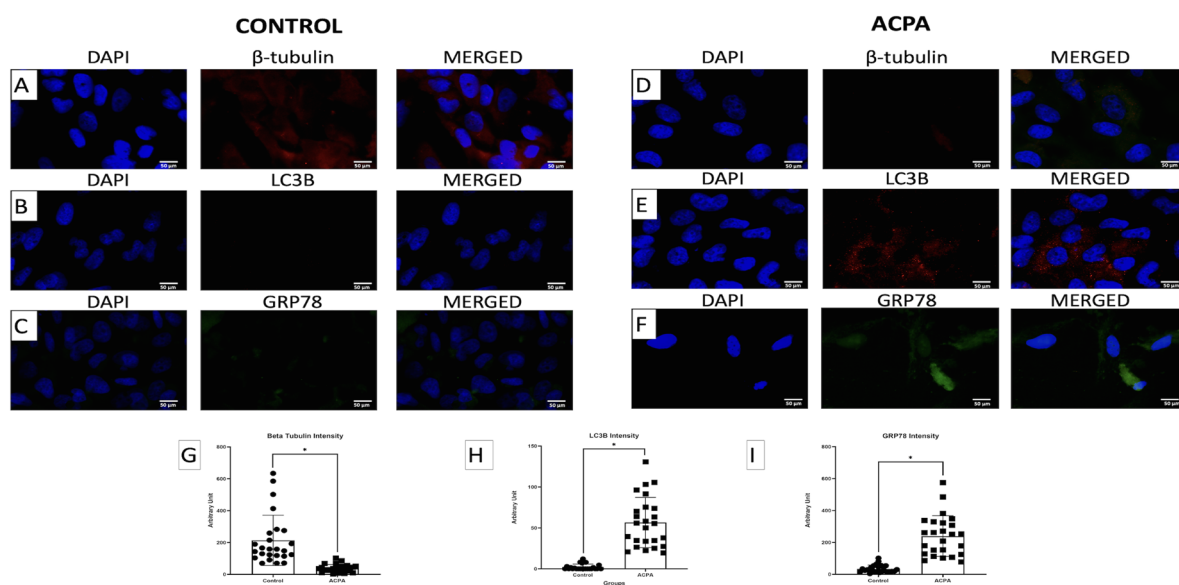 CONTROL ACPA
DAPI β-tubulin MERGED DAPI β-tubulin MERGED
A D
50 µm 50 µm 50 µm 50 µm 50 µm 50 µm
DAPI LC3B MERGED DAPI LC3B MERGED
B E
50 µm 50 µm 50 µm 50 µm 50 µm 50 µm
DAPI GRP78 MERGED DAPI GRP78 MERGED
C F
50 µm 50 µm 50 µm 50 µm 50 µm 50 µm
G
Beta Tubulin Intensity
*
Arbitrary Unit
800
600
400
200
0
Control ACPA
H
LC3B Intensity
*
Arbitrary Unit
150
100
50
0
Control ACPA
Groups
I
GRP78 Intensity
*
Arbitrary Unit
800
600
400
200
0
Control ACPA